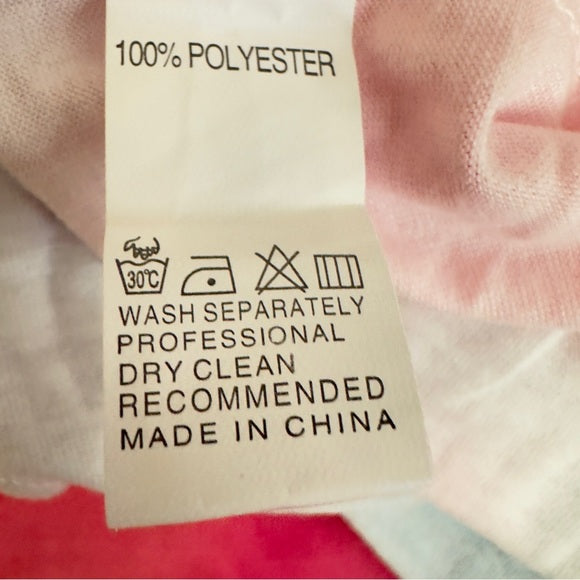 100% POLYESTER
30°C
WASH SEPARATELY
PROFESSIONAL
DRY CLEAN
RECOMMENDED
MADE IN CHINA